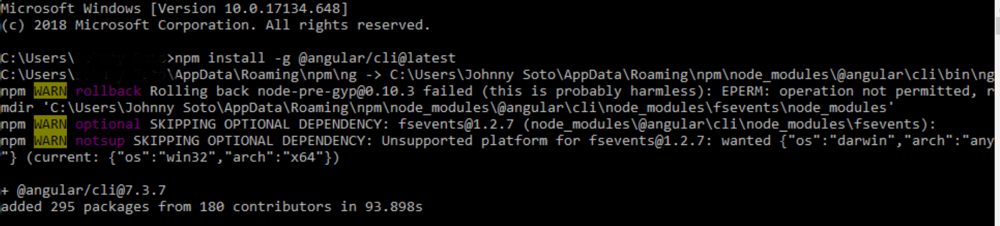 Microsoft Windows [Version 10.0.17134.648]
(c) 2018 Microsoft Corporation. All rights reserved.
C:\Users\ >npm install -g @angular/cli@latest
C:\Users\ \AppData\Roaming\npm\ng -> C:\Users\Johnny Soto\AppData\Roaming\npm\node_modules\@angular\cli\bin\ng
npm WARN rollback Rolling back node-pre-gyp@0.10.3 failed (this is probably harmless): EPERM: operation not permitted, r
mdir 'C:\Users\Johnny Soto\AppData\Roaming\npm\node_modules\@angular\cli\node_modules\fsevents\node_modules'
npm WARN optional SKIPPING OPTIONAL DEPENDENCY: fsevents@1.2.7 (node_modules\@angular\cli\node_modules\fsevents):
npm WARN notsup SKIPPING OPTIONAL DEPENDENCY: Unsupported platform for fsevents@1.2.7: wanted {"os":"darwin","arch":"any
"} (current: {"os":"win32","arch":"x64"})
+ @angular/cli@7.3.7
added 295 packages from 180 contributors in 93.898s